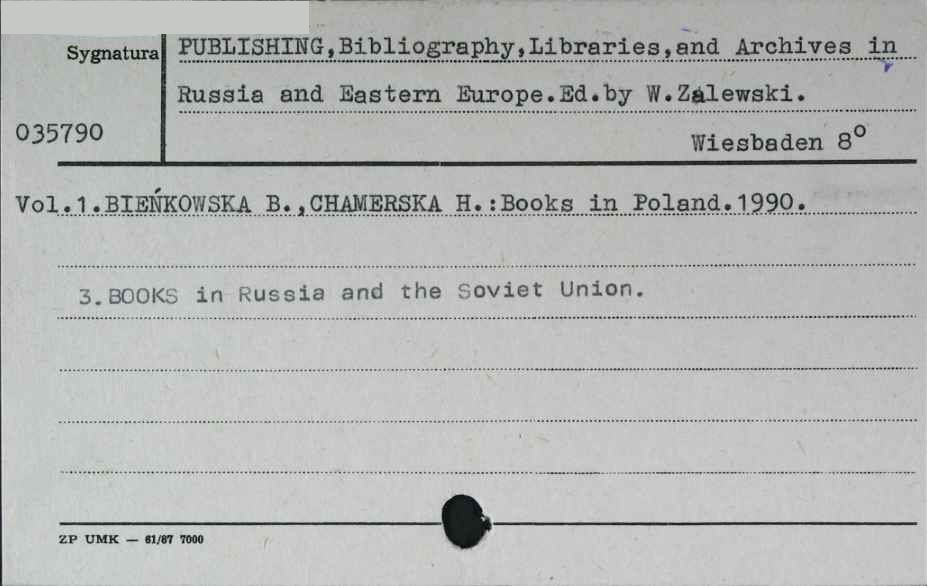 Sygnatura
PUBLISHING,Bibliography,Libraries,and Archives in
Russia and Eastern Europe.Ed.by W.Zalewski.
035790
Wiesbaden 8°
Vol.1.BIEŃKOWSKA B.,CHAMERSKA H.:Books in Poland.1990.
3.BOOKS in Russia and the Soviet Union.
ZP UMK — 61/67 7000